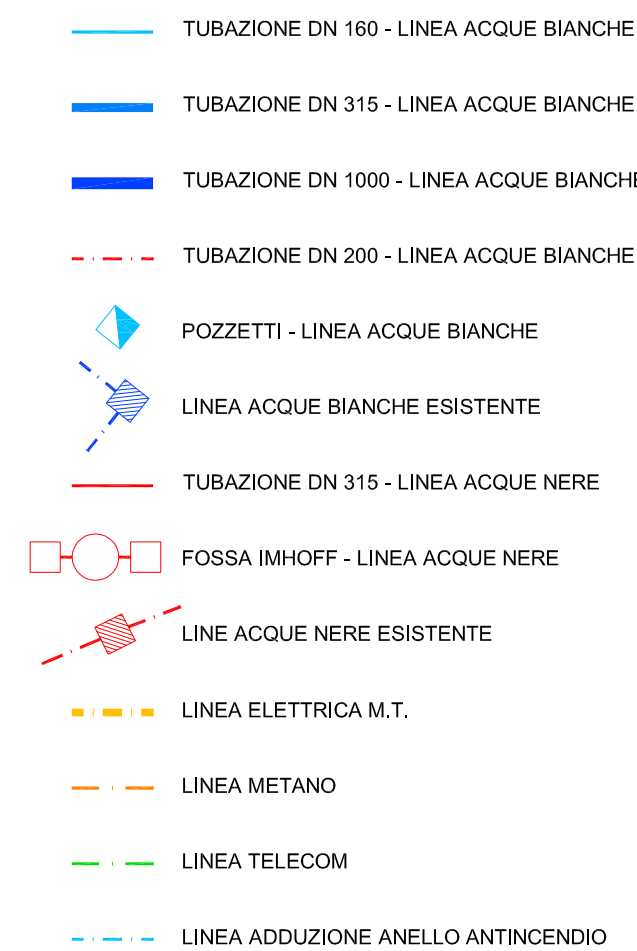 TUBAZIONE DN 160 - LINEA ACQUE BIANCHE
TUBAZIONE DN 315 - LINEA ACQUE BIANCHE
TUBAZIONE DN 1000 - LINEA ACQUE BIANCHE
TUBAZIONE DN 200 - LINEA ACQUE BIANCHE
POZZETTI - LINEA ACQUE BIANCHE
LINEA ACQUE BIANCHE ESISTENTE
TUBAZIONE DN 315 - LINEA ACQUE NERE
FOSSA IMHOFF - LINEA ACQUE NERE
LINE ACQUE NERE ESISTENTE
LINEA ELETTRICA M.T.
LINEA METANO
LINEA TELECOM
LINEA ADDUZIONE ANELLO ANTINCENDIO